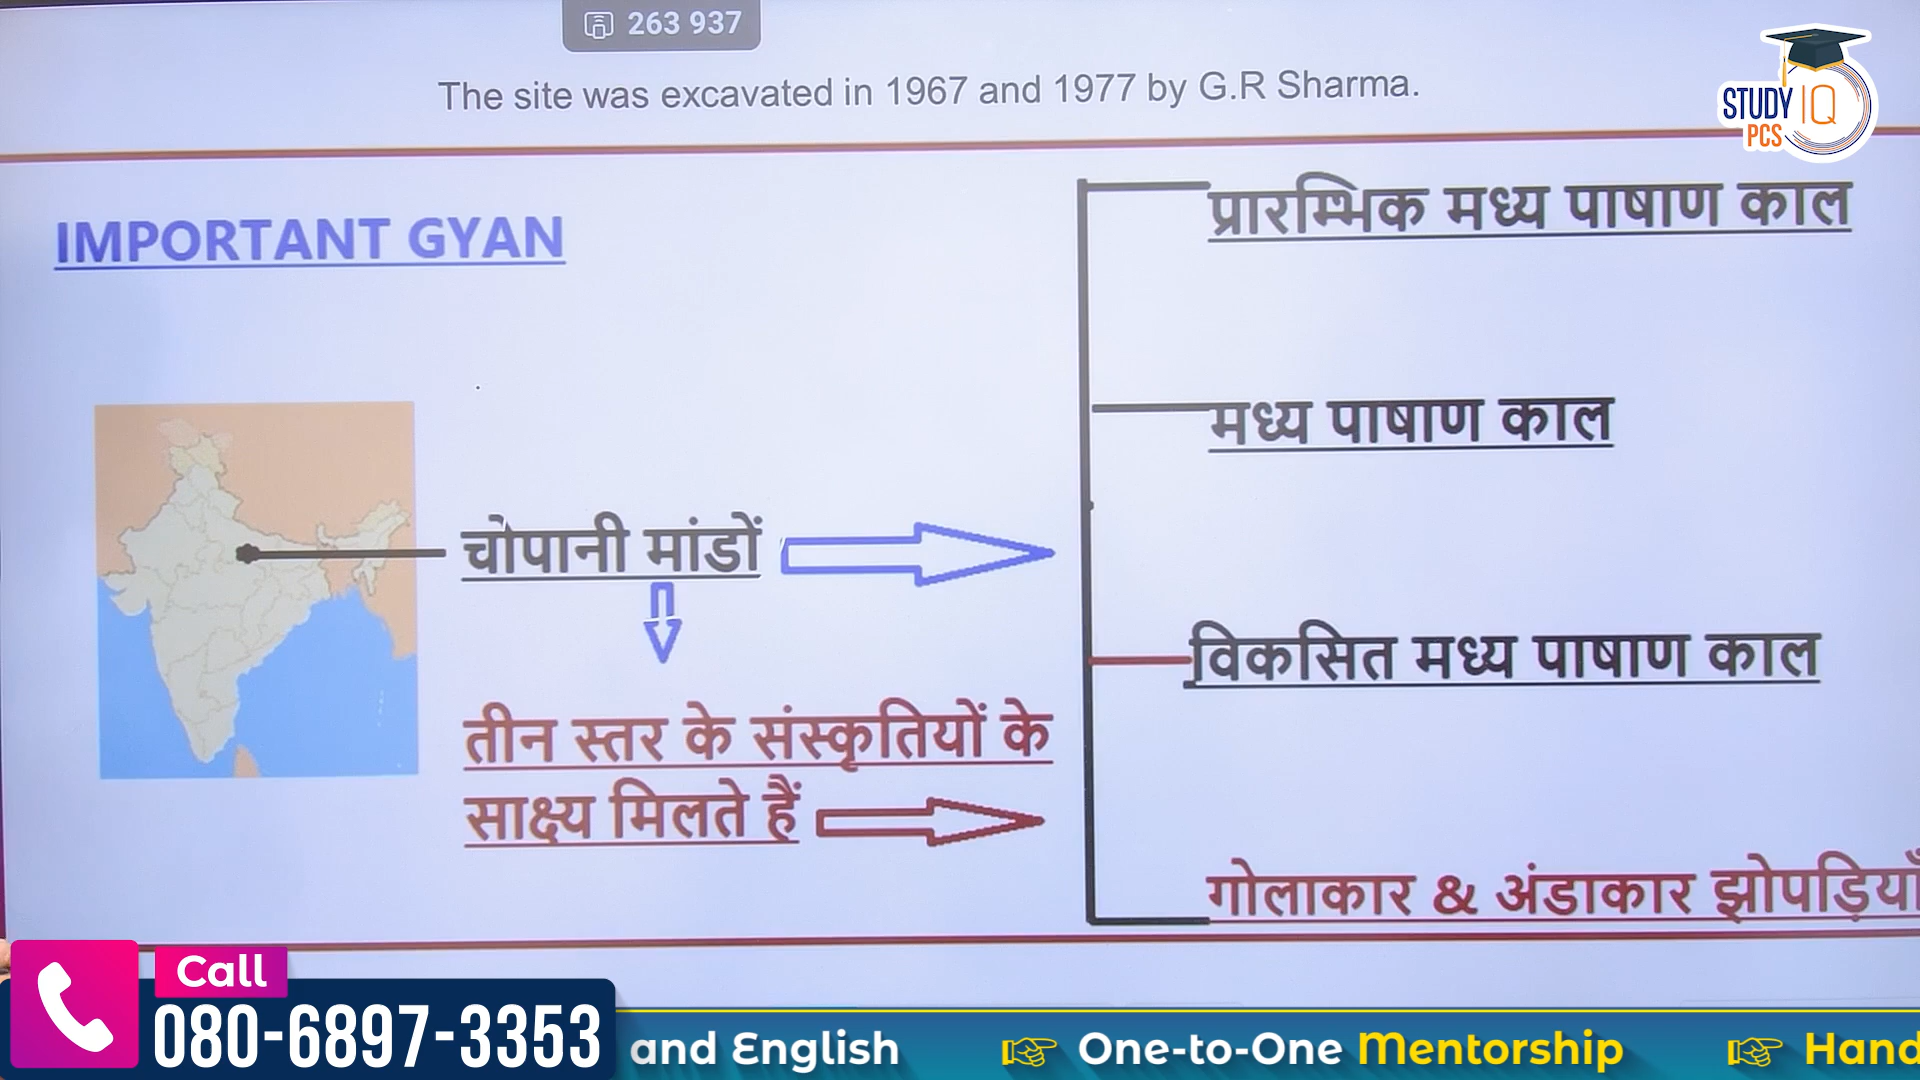 263 937
The site was excavated in 1967 and 1977 by G.R Sharma.
STUDY IQ
PCS
IMPORTANT GYAN
प्रारम्भिक मध्य पाषाण काल
मध्य पाषाण काल
चोपानी मांडों
विकसित मध्य पाषाण काल
तीन स्तर के संस्कृतियों के
साक्ष्य मिलते हैं
गोलाकार & अंडाकार झोपड़ियाँ
Call
080-6897-3353
and English
One-to-One Mentorship
Hand